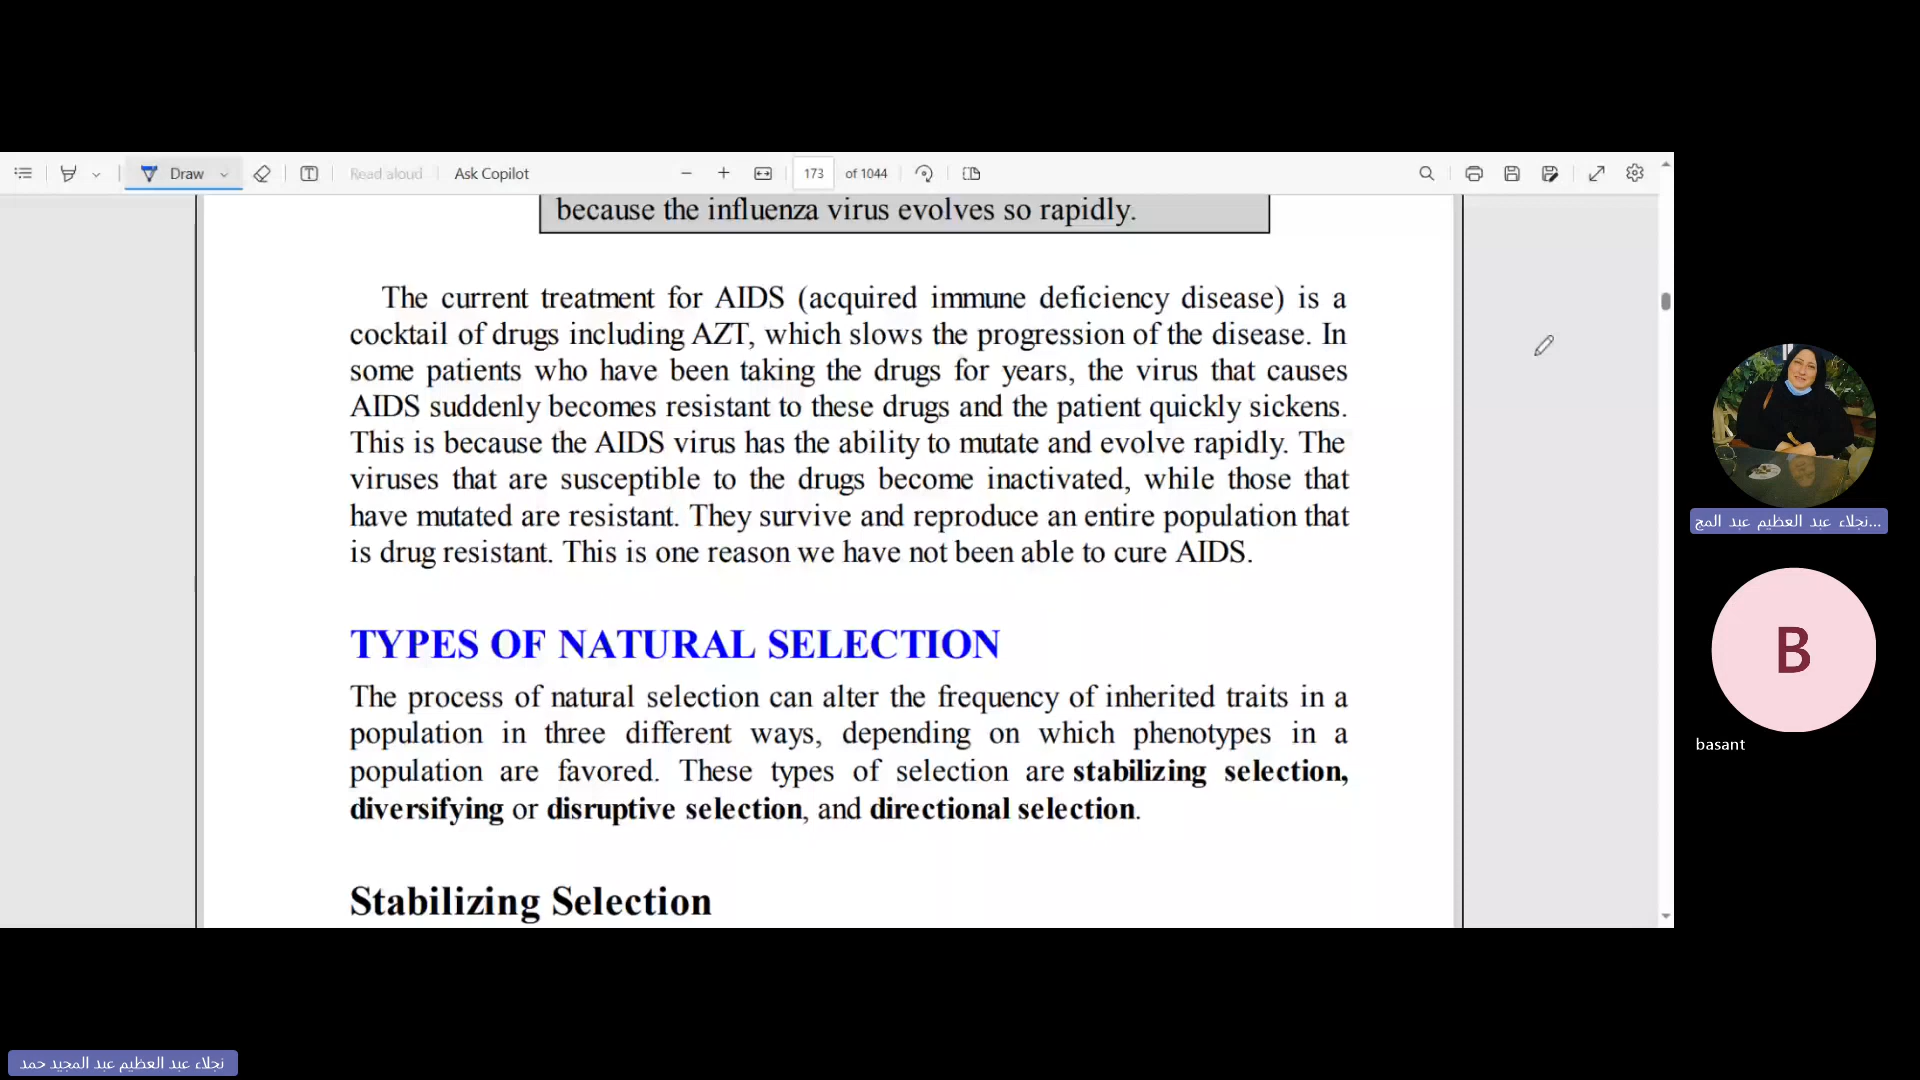 Draw
Read aloud
Ask Copilot
173 of 1044
because the influenza virus evolves so rapidly.
The current treatment for AIDS (acquired immune deficiency disease) is a
cocktail of drugs including AZT, which slows the progression of the disease. In
some patients who have been taking the drugs for years, the virus that causes
AIDS suddenly becomes resistant to these drugs and the patient quickly sickens.
This is because the AIDS virus has the ability to mutate and evolve rapidly. The
viruses that are susceptible to the drugs become inactivated, while those that
have mutated are resistant. They survive and reproduce an entire population that
is drug resistant. This is one reason we have not been able to cure AIDS.
TYPES OF NATURAL SELECTION
The process of natural selection can alter the frequency of inherited traits in a
population in three different ways, depending on which phenotypes in a
population are favored. These types of selection are stabilizing selection,
diversifying or disruptive selection, and directional selection.
Stabilizing Selection
نجلاء عبد العظيم عبد المج...
B
basant
نجلاء عبد العظيم عبد المجيد حمد